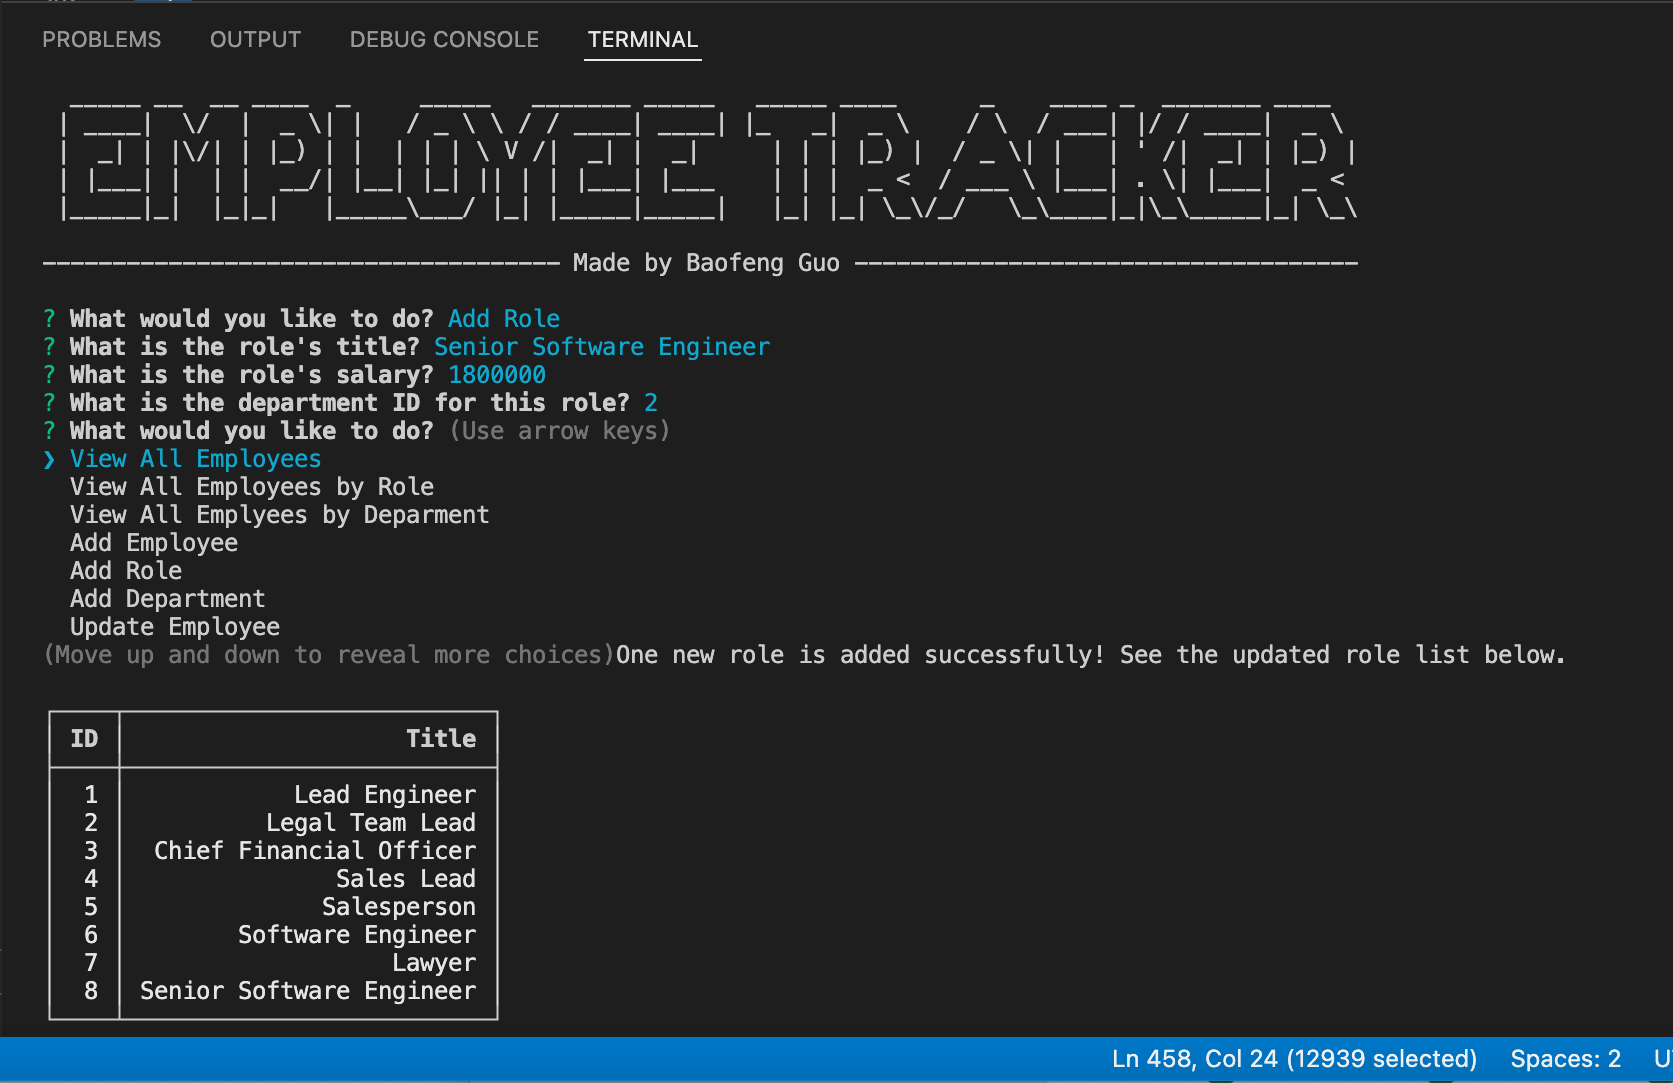 PROBLEMS OUTPUT DEBUG CONSOLE TERMINAL
EMPLOYEE TRACKER
Made by Baofeng Guo
? What would you like to do? Add Role
? What is the role's title? Senior Software Engineer
? What is the role's salary? 1800000
? What is the department ID for this role? 2
? What would you like to do? (Use arrow keys)
❯ View All Employees
View All Employees by Role
View All Emplyees by Deparment
Add Employee
Add Role
Add Department
Update Employee
(Move up and down to reveal more choices)One new role is added successfully! See the updated role list below.
ID Title
1 Lead Engineer
2 Legal Team Lead
3 Chief Financial Officer
4 Sales Lead
5 Salesperson
6 Software Engineer
7 Lawyer
8 Senior Software Engineer
Ln 458, Col 24 (12939 selected) Spaces: 2